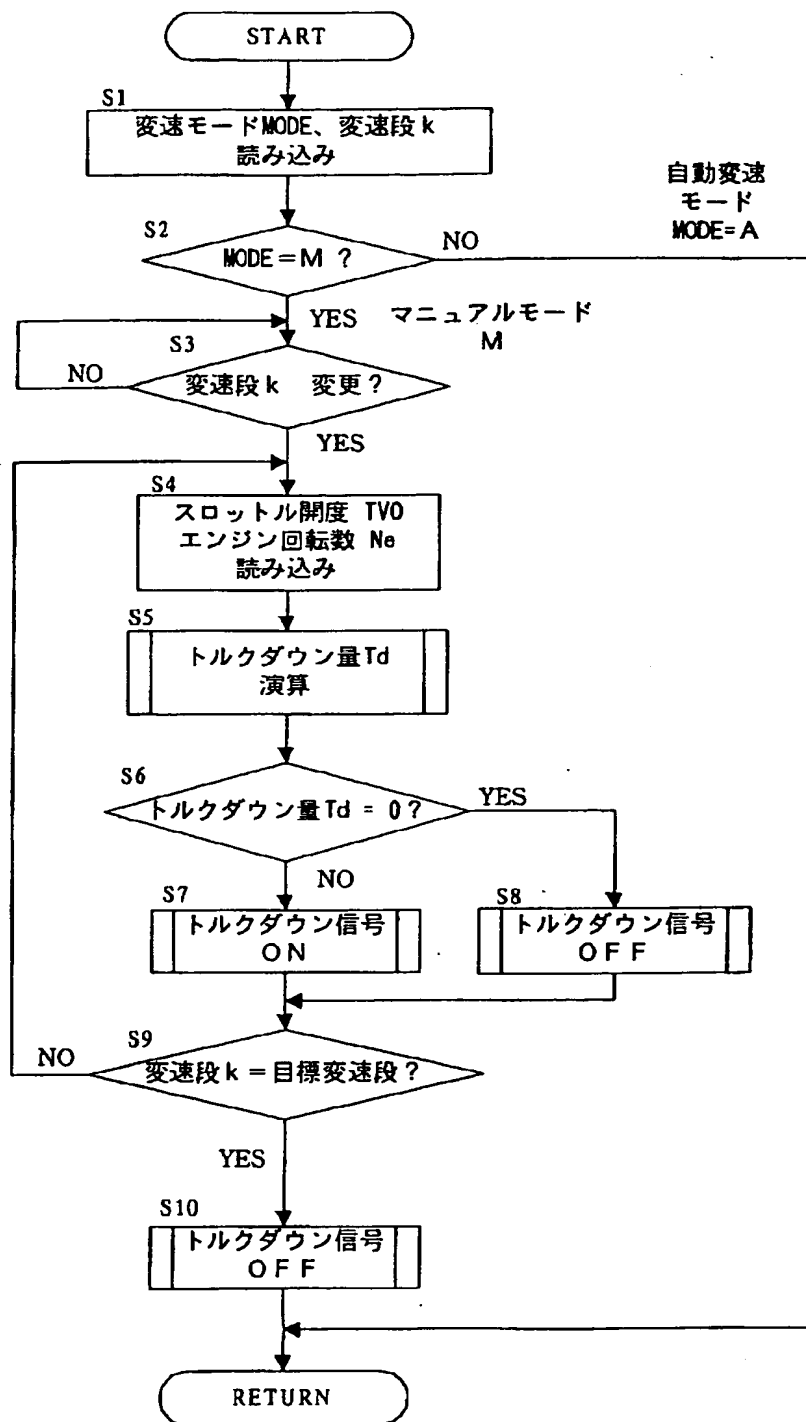 START
S1
変速モードMODE、変速段k
読み込み
自動変速
モード
MODE=A
S2
MODE=M ?
NO
YES
マニュアルモード
M
S3
NO
変速段k 変更?
YES
S4
スロットル開度 TVO
エンジン回転数 Ne
読み込み
S5
トルクダウン量Td
演算
S6
トルクダウン量Td = 0?
YES
NO
S7
トルクダウン信号
ON
S8
トルクダウン信号
OFF
S9
NO
変速段k=目標変速段?
YES
S10
トルクダウン信号
OFF
RETURN